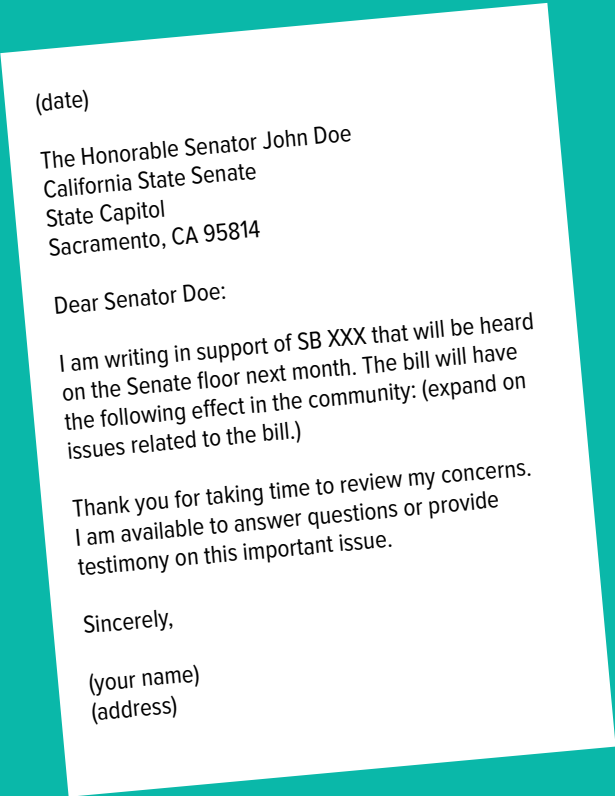 (date)
The Honorable Senator John Doe
California State Senate
State Capitol
Sacramento, CA 95814
Dear Senator Doe:
I am writing in support of SB XXX that will be heard
on the Senate floor next month. The bill will have
the following effect in the community: (expand on
issues related to the bill.)
Thank you for taking time to review my concerns.
I am available to answer questions or provide
testimony on this important issue.
Sincerely,
(your name)
(address)